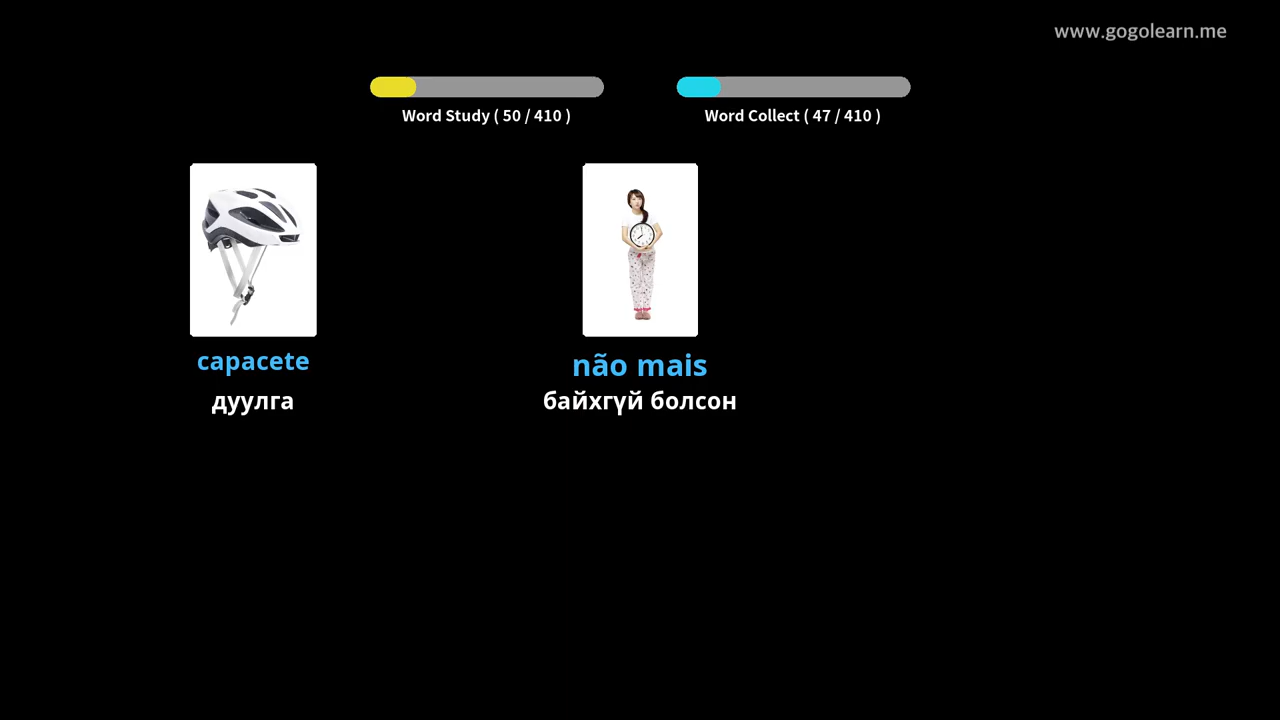 www.gogolearn.me
Word Study ( 50 / 410 )
Word Collect ( 47 / 410 )
capacete
дуулга
não mais
байхгүй болсон